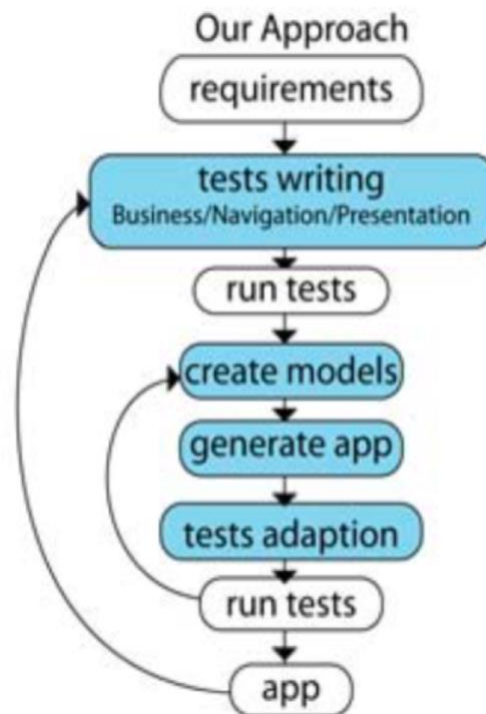 Our Approach
requirements
tests writing
Business/Navigation/Presentation
run tests
create models
generate app
tests adaption
run tests
app